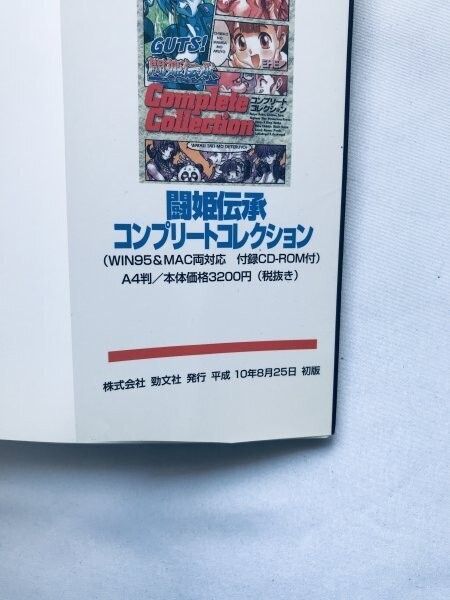 GUTS!
闘姫伝承
Complete
Collection
コンプリート
コレクション
闘姫伝承
コンプリートコレクション
(WIN95&MAC両対応　付録CD-ROM付)
A4判／本体価格3200円（税抜き）
株式会社 勁文社 発行 平成 10年8月25日 初版